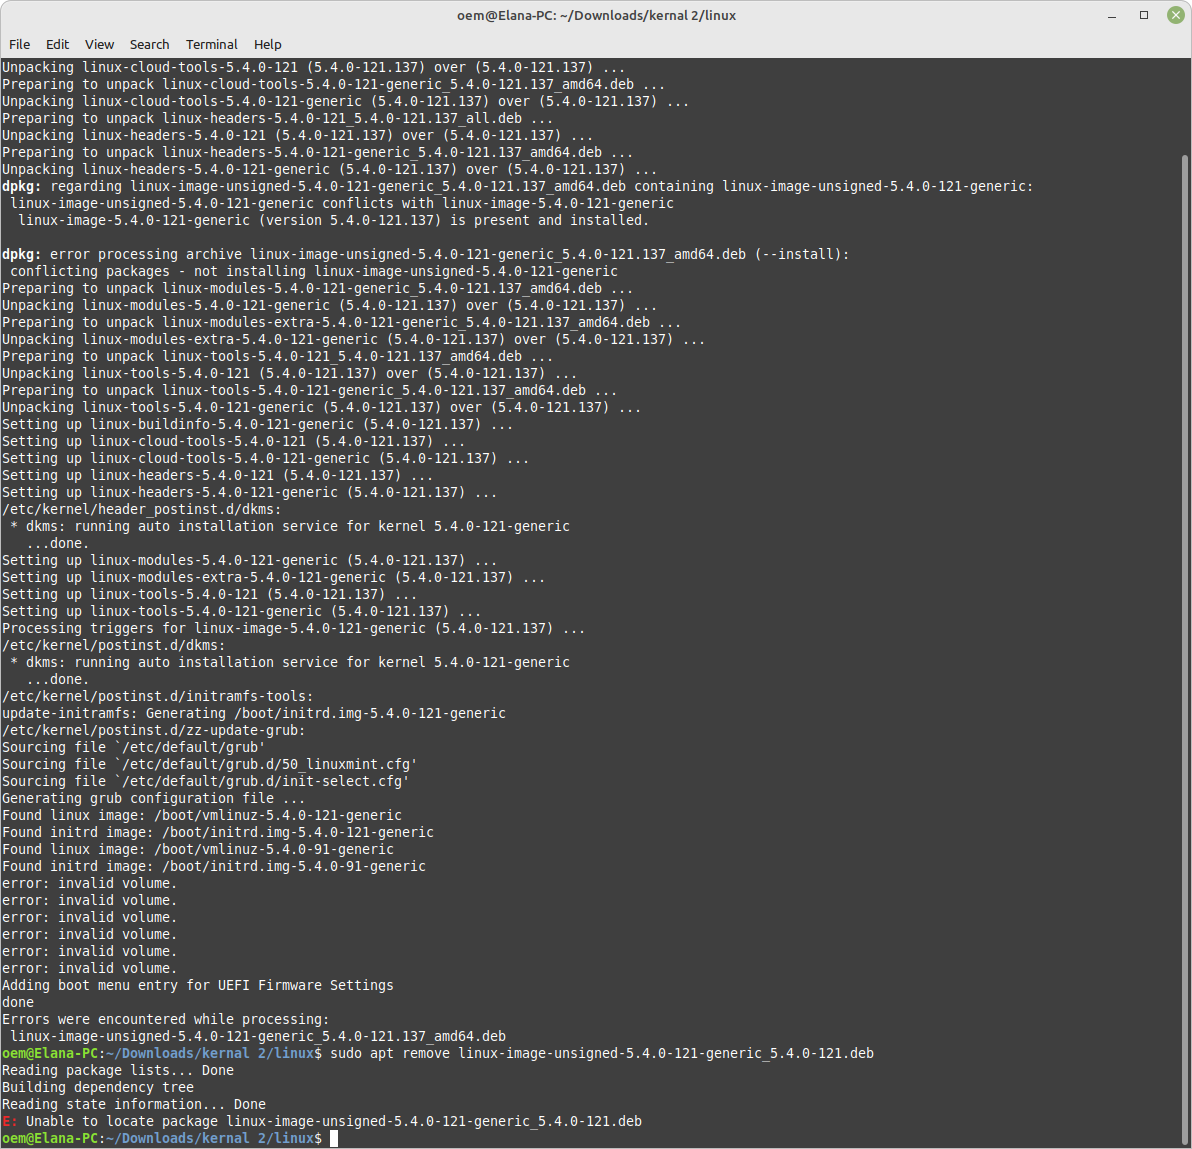 oem@Elana-PC: ~/Downloads/kernal 2/linux
File Edit View Search Terminal Help
Unpacking linux-cloud-tools-5.4.0-121 (5.4.0-121.137) over (5.4.0-121.137) ...
Preparing to unpack linux-cloud-tools-5.4.0-121-generic_5.4.0-121.137_amd64.deb ...
Unpacking linux-cloud-tools-5.4.0-121-generic (5.4.0-121.137) over (5.4.0-121.137) ...
Preparing to unpack linux-headers-5.4.0-121_5.4.0-121.137_all.deb ...
Unpacking linux-headers-5.4.0-121 (5.4.0-121.137) over (5.4.0-121.137) ...
Preparing to unpack linux-headers-5.4.0-121-generic_5.4.0-121.137_amd64.deb ...
Unpacking linux-headers-5.4.0-121-generic (5.4.0-121.137) over (5.4.0-121.137) ...
dpkg: regarding linux-image-unsigned-5.4.0-121-generic_5.4.0-121.137_amd64.deb containing linux-image-unsigned-5.4.0-121-generic:
 linux-image-unsigned-5.4.0-121-generic conflicts with linux-image-5.4.0-121-generic
  linux-image-5.4.0-121-generic (version 5.4.0-121.137) is present and installed.
dpkg: error processing archive linux-image-unsigned-5.4.0-121-generic_5.4.0-121.137_amd64.deb (--install):
 conflicting packages - not installing linux-image-unsigned-5.4.0-121-generic
Preparing to unpack linux-modules-5.4.0-121-generic_5.4.0-121.137_amd64.deb ...
Unpacking linux-modules-5.4.0-121-generic (5.4.0-121.137) over (5.4.0-121.137) ...
Preparing to unpack linux-modules-extra-5.4.0-121-generic_5.4.0-121.137_amd64.deb ...
Unpacking linux-modules-extra-5.4.0-121-generic (5.4.0-121.137) over (5.4.0-121.137) ...
Preparing to unpack linux-tools-5.4.0-121_5.4.0-121.137_amd64.deb ...
Unpacking linux-tools-5.4.0-121 (5.4.0-121.137) over (5.4.0-121.137) ...
Preparing to unpack linux-tools-5.4.0-121-generic_5.4.0-121.137_amd64.deb ...
Unpacking linux-tools-5.4.0-121-generic (5.4.0-121.137) over (5.4.0-121.137) ...
Setting up linux-buildinfo-5.4.0-121-generic (5.4.0-121.137) ...
Setting up linux-cloud-tools-5.4.0-121 (5.4.0-121.137) ...
Setting up linux-cloud-tools-5.4.0-121-generic (5.4.0-121.137) ...
Setting up linux-headers-5.4.0-121 (5.4.0-121.137) ...
Setting up linux-headers-5.4.0-121-generic (5.4.0-121.137) ...
/etc/kernel/header_postinst.d/dkms:
 * dkms: running auto installation service for kernel 5.4.0-121-generic
   ...done.
Setting up linux-modules-5.4.0-121-generic (5.4.0-121.137) ...
Setting up linux-modules-extra-5.4.0-121-generic (5.4.0-121.137) ...
Setting up linux-tools-5.4.0-121 (5.4.0-121.137) ...
Setting up linux-tools-5.4.0-121-generic (5.4.0-121.137) ...
Processing triggers for linux-image-5.4.0-121-generic (5.4.0-121.137) ...
/etc/kernel/postinst.d/dkms:
 * dkms: running auto installation service for kernel 5.4.0-121-generic
   ...done.
/etc/kernel/postinst.d/initramfs-tools:
update-initramfs: Generating /boot/initrd.img-5.4.0-121-generic
/etc/kernel/postinst.d/zz-update-grub:
Sourcing file `/etc/default/grub'
Sourcing file `/etc/default/grub.d/50_linuxmint.cfg'
Sourcing file `/etc/default/grub.d/init-select.cfg'
Generating grub configuration file ...
Found linux image: /boot/vmlinuz-5.4.0-121-generic
Found initrd image: /boot/initrd.img-5.4.0-121-generic
Found linux image: /boot/vmlinuz-5.4.0-91-generic
Found initrd image: /boot/initrd.img-5.4.0-91-generic
error: invalid volume.
error: invalid volume.
error: invalid volume.
error: invalid volume.
error: invalid volume.
error: invalid volume.
Adding boot menu entry for UEFI Firmware Settings
done
Errors were encountered while processing:
 linux-image-unsigned-5.4.0-121-generic_5.4.0-121.137_amd64.deb
oem@Elana-PC:~/Downloads/kernal 2/linux$ sudo apt remove linux-image-unsigned-5.4.0-121-generic_5.4.0-121.deb
Reading package lists... Done
Building dependency tree
Reading state information... Done
E: Unable to locate package linux-image-unsigned-5.4.0-121-generic_5.4.0-121.deb
oem@Elana-PC:~/Downloads/kernal 2/linux$